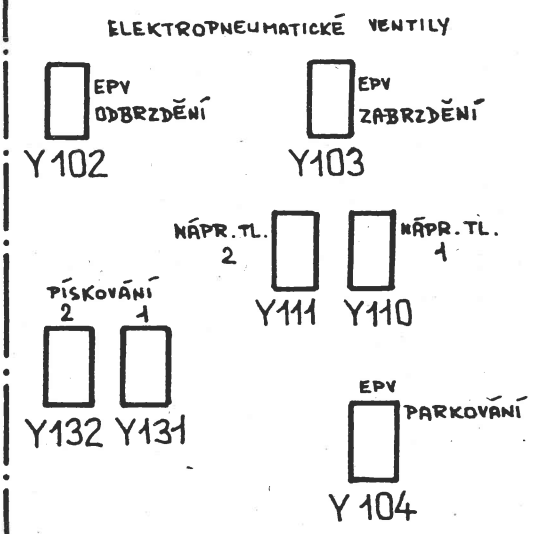 ELEKTROPNEUMATICKÉ VENTILY
EPV
ODBRZDĚNÍ
Y102
EPV
ZABRZDĚNÍ
Y103
NÁPR.TL.
2
Y111
NÁPR.TL.
1
Y110
PÍSKOVÁNÍ
2 1
Y132 Y131
EPV
PARKOVÁNÍ
Y104